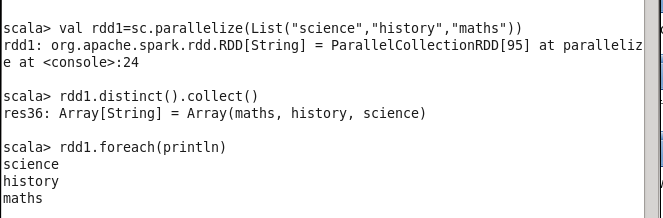 scala> val rdd1=sc.parallelize(List("science","history","maths"))
rdd1: org.apache.spark.rdd.RDD[String] = ParallelCollectionRDD[95] at paralleliz
e at <console>:24
scala> rdd1.distinct().collect()
res36: Array[String] = Array(maths, history, science)
scala> rdd1.foreach(println)
science
history
maths